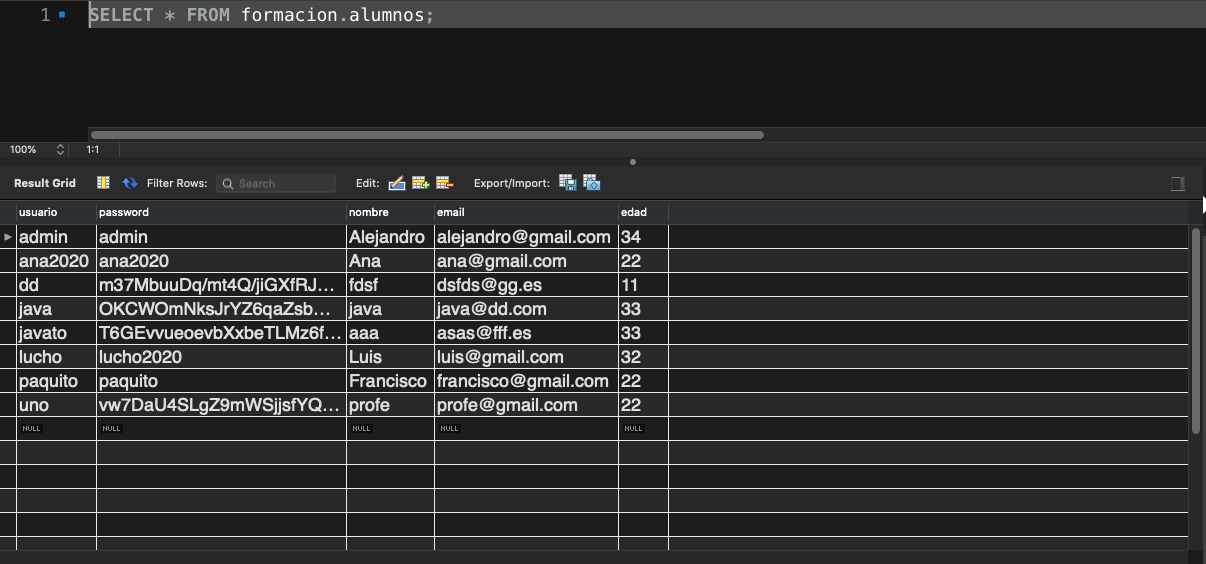 1 SELECT * FROM formacion.alumnos;
100% 1:1
Result Grid Filter Rows: Search Edit: Export/Import:
usuario password nombre email edad
admin admin Alejandro alejandro@gmail.com 34
ana2020 ana2020 Ana ana@gmail.com 22
dd m37MbuuDq/mt4Q/jiGXfRJ... fdsf dsfds@gg.es 11
java OKCWOmNksJrYZ6qaZsb... java java@dd.com 33
javato T6GEvvueoevbXxbeTLMz6f... aaa asas@fff.es 33
lucho lucho2020 Luis luis@gmail.com 32
paquito paquito Francisco francisco@gmail.com 22
uno vw7DaU4SLgZ9mWSjjsfYQ... profe profe@gmail.com 22
NULL NULL NULL NULL NULL